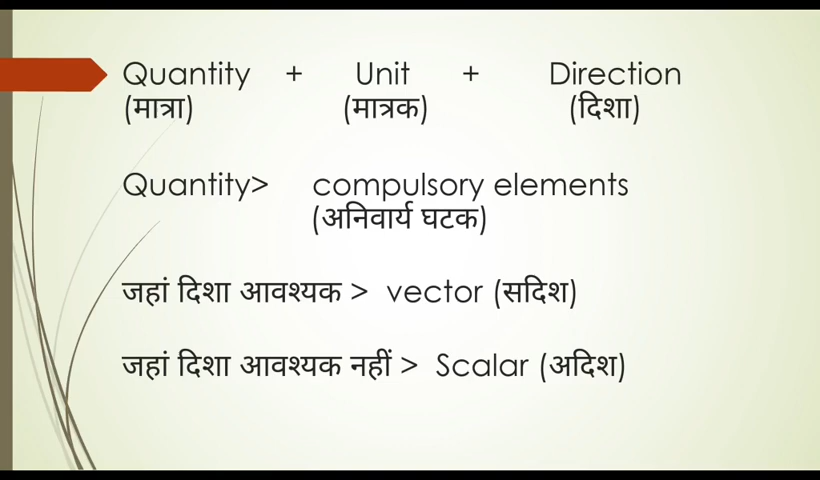 Quantity + Unit + Direction
(मात्रा) (मात्रक) (दिशा)
Quantity> compulsory elements
(अनिवार्य घटक)
जहां दिशा आवश्यक > vector (सदिश)
जहां दिशा आवश्यक नहीं > Scalar (अदिश)